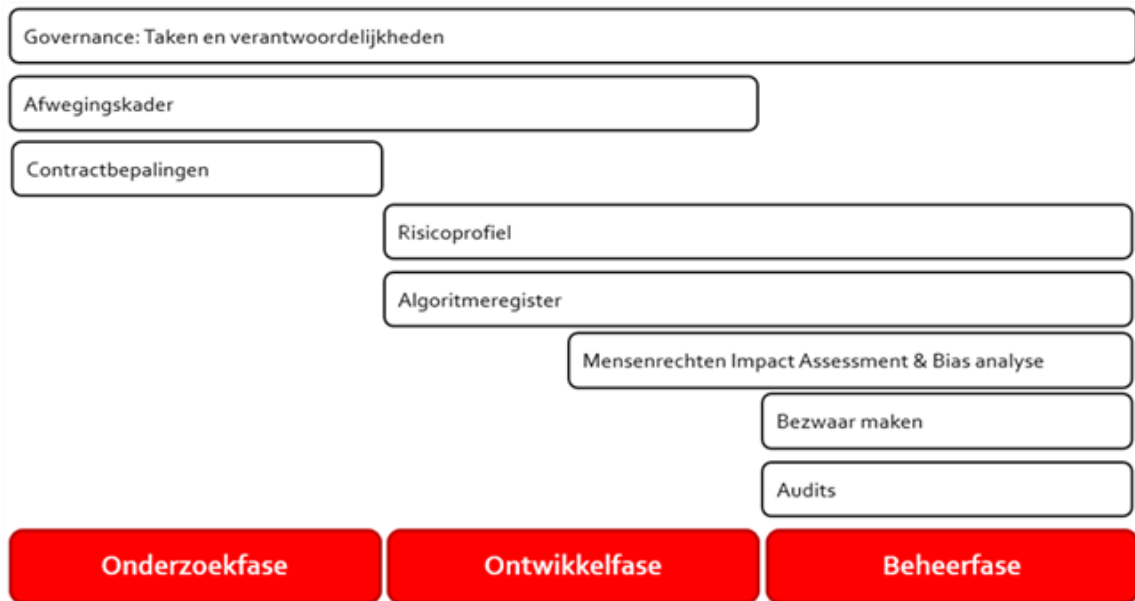 Governance: Taken en verantwoordelijkheden
Afwegingskader
Contractbepalingen
Risicoprofiel
Algoritmeregister
Mensenrechten Impact Assessment & Bias analyse
Bezwaar maken
Audits
Onderzoekfase
Ontwikkelfase
Beheerfase